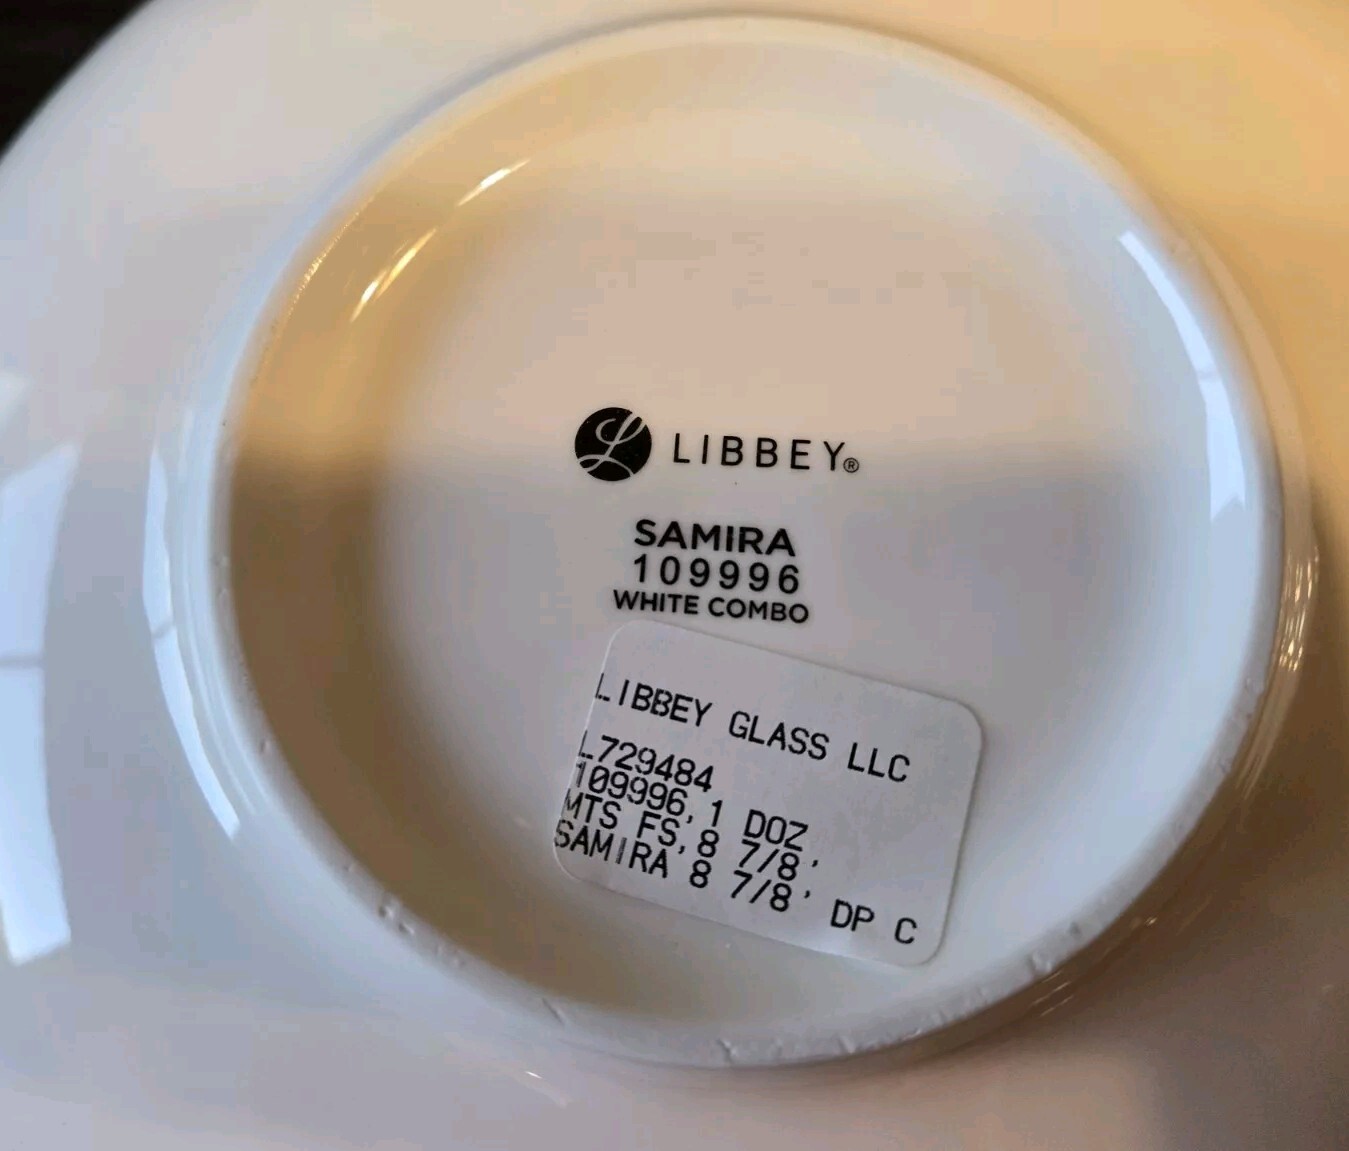 LIBBEY®
SAMIRA
109996
WHITE COMBO
LIBBEY GLASS LLC
L729484
109996,1 DOZ
MTS FS,8 7/8'
SAMIRA 8 7/8' DP C